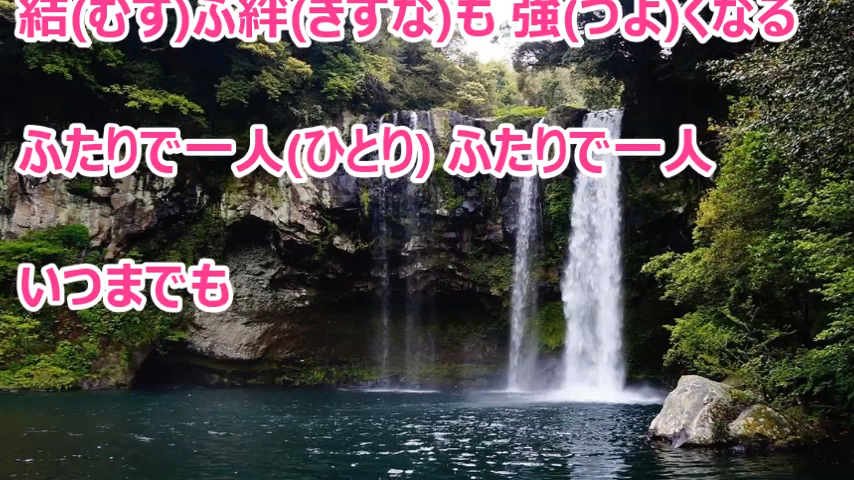 結(むす)ぶ絆(きずな)も 強(つよ)くなる
ふたりで一人(ひとり) ふたりで一人
いつまでも